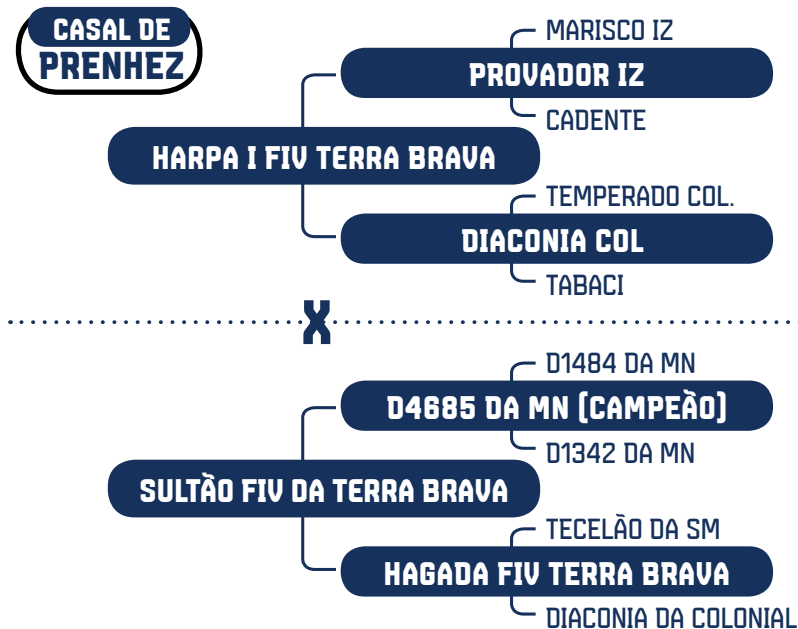 CASAL DE
PRENHEZ
MARISCO IZ
PROVADOR IZ
CADENTE
HARPA I FIV TERRA BRAVA
TEMPERADO COL.
DIACONIA COL
TABACI
X
D1484 DA MN
D4685 DA MN (CAMPEÃO)
D1342 DA MN
SULTÃO FIV DA TERRA BRAVA
TECELÃO DA SM
HAGADA FIV TERRA BRAVA
DIACONIA DA COLONIAL